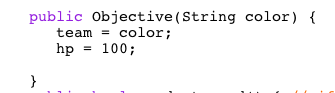 public Objective(String color) {
team = color;
hp = 100;
}